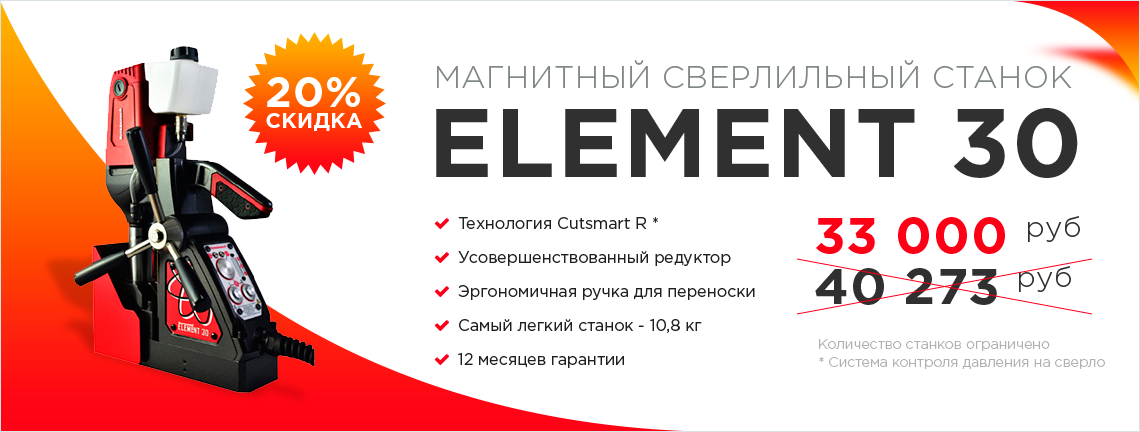 20%
СКИДКА
МАГНИТНЫЙ СВЕРЛИЛЬНЫЙ СТАНОК
ELEMENT 30
Технология Cutsmart R *
Усовершенствованный редуктор
Эргономичная ручка для переноски
Самый легкий станок - 10,8 кг
12 месяцев гарантии
33 000 руб
40 273 руб
Количество станков ограничено
* Система контроля давления на сверло
ELEMENT 30